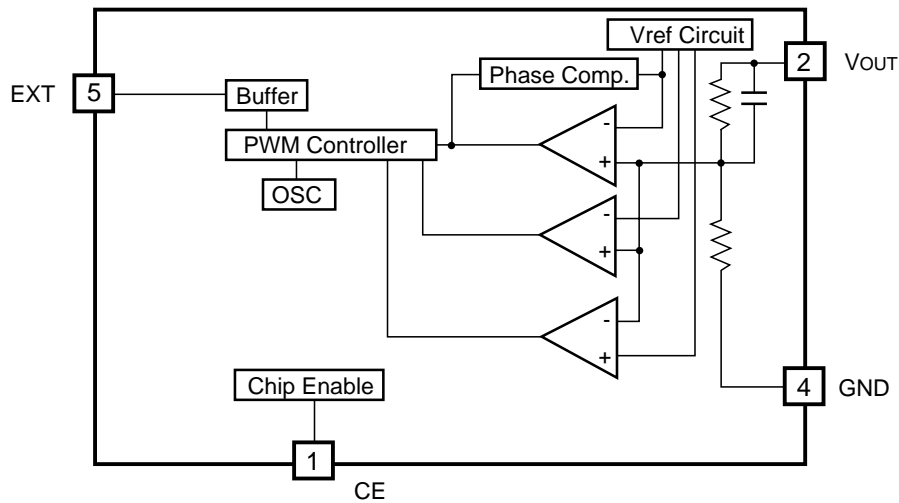 Vref Circuit
2
VOUT
Phase Comp.
EXT
5
Buffer
-
PWM Controller
+
OSC
-
+
-
+
Chip Enable
4
GND
1
CE